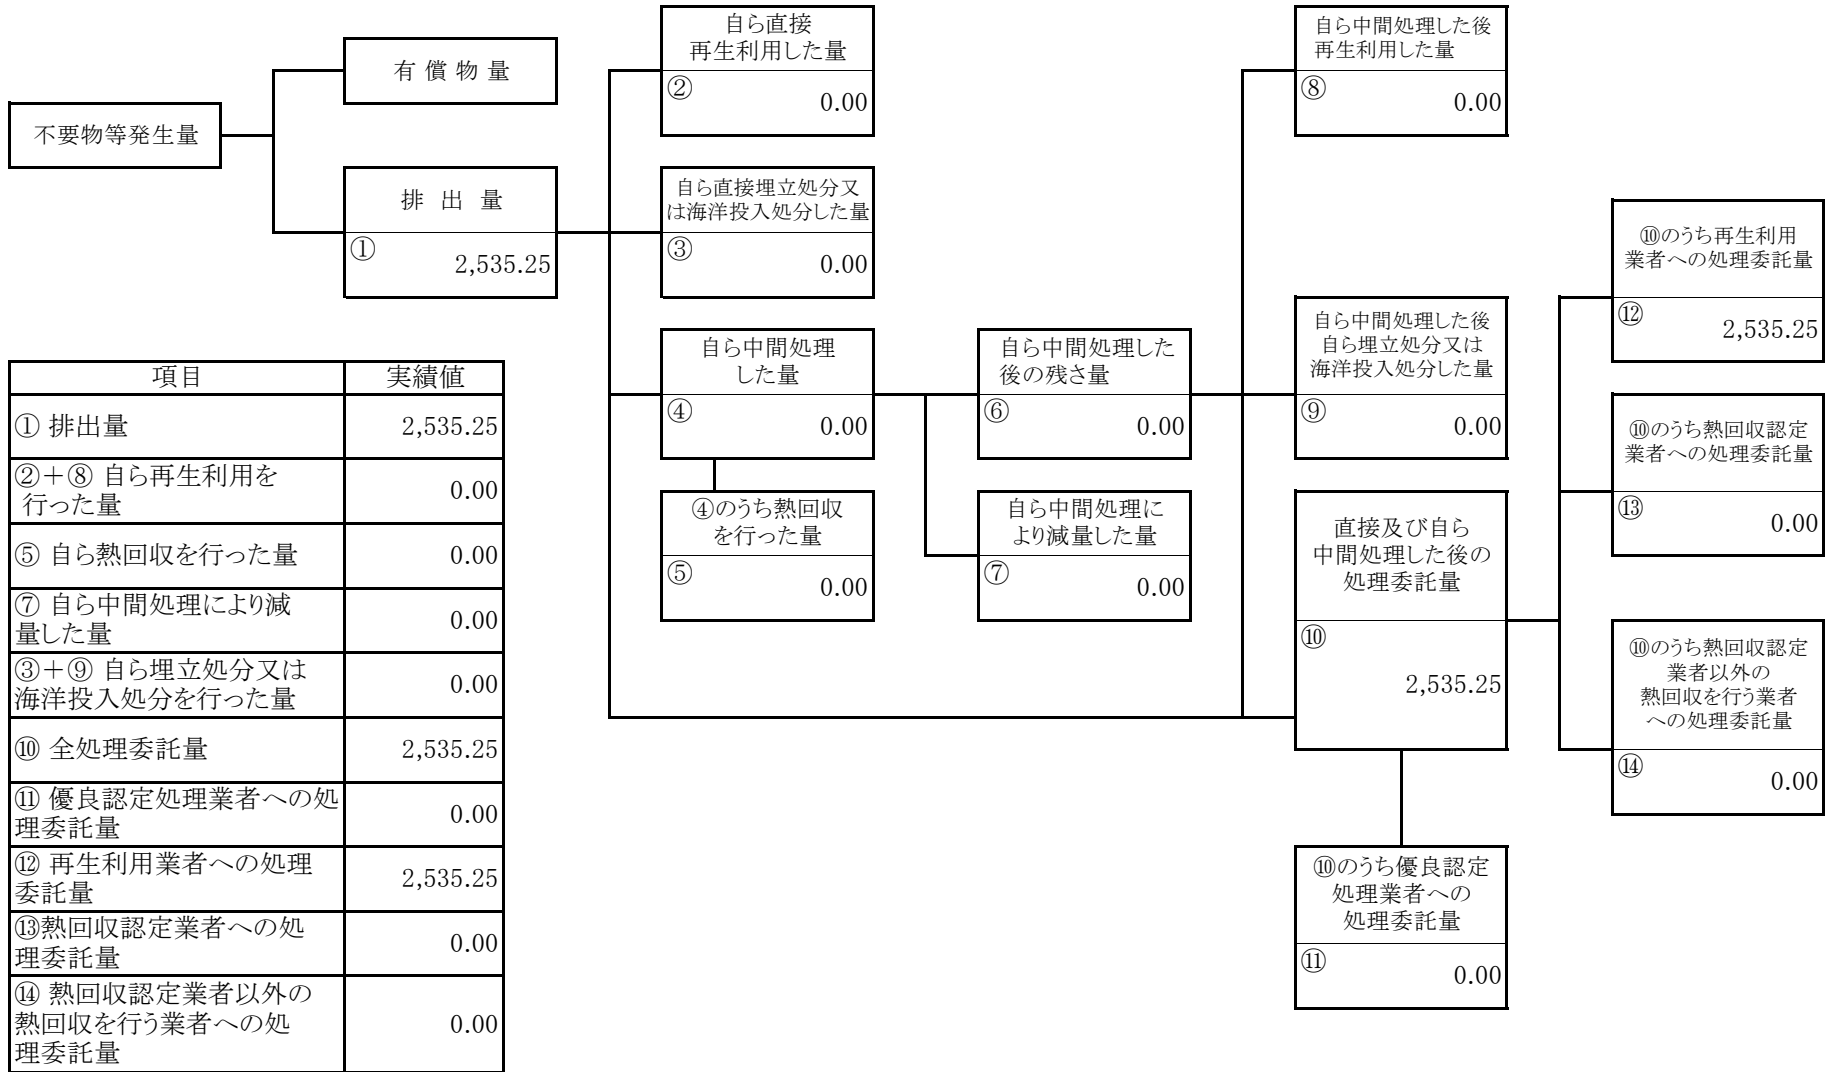 不要物等発生量
有 償 物 量
排 出 量
①
2,535.25
自ら直接
再生利用した量
②
0.00
自ら直接埋立処分又
は海洋投入処分した量
③
0.00
自ら中間処理
した量
④
0.00
④のうち熱回収
を行った量
⑤
0.00
自ら中間処理した
後の残さ量
⑥
0.00
自ら中間処理に
より減量した量
⑦
0.00
自ら中間処理した後
再生利用した量
⑧
0.00
自ら中間処理した後
自ら埋立処分又は
海洋投入処分した量
⑨
0.00
直接及び自ら
中間処理した後の
処理委託量
⑩
2,535.25
⑩のうち優良認定
処理業者への
処理委託量
⑪
0.00
⑩のうち再生利用
業者への処理委託量
⑫
2,535.25
⑩のうち熱回収認定
業者への処理委託量
⑬
0.00
⑩のうち熱回収認定
業者以外の
熱回収を行う業者
への処理委託量
⑭
0.00
項目 実績値
① 排出量 2,535.25
②+⑧ 自ら再生利用を
行った量
0.00
⑤ 自ら熱回収を行った量 0.00
⑦ 自ら中間処理により減
量した量
0.00
③+⑨ 自ら埋立処分又は
海洋投入処分を行った量
0.00
⑩ 全処理委託量 2,535.25
⑪ 優良認定処理業者への処
理委託量
0.00
⑫ 再生利用業者への処理
委託量
2,535.25
⑬熱回収認定業者への処
理委託量
0.00
⑭ 熱回収認定業者以外の
熱回収を行う業者への処
理委託量
0.00